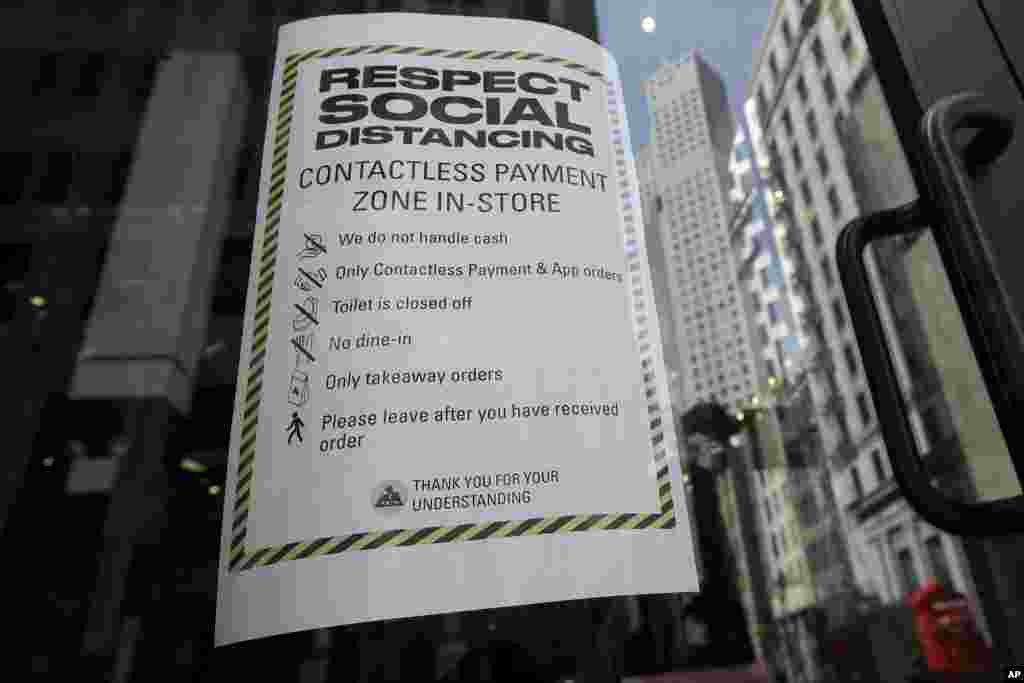 RESPECT
SOCIAL
DISTANCING
CONTACTLESS PAYMENT
ZONE IN-STORE
We do not handle cash
Only Contactless Payment & App orders
Toilet is closed off
No dine-in
Only takeaway orders
Please leave after you have received
order
THANK YOU FOR YOUR
UNDERSTANDING
AP